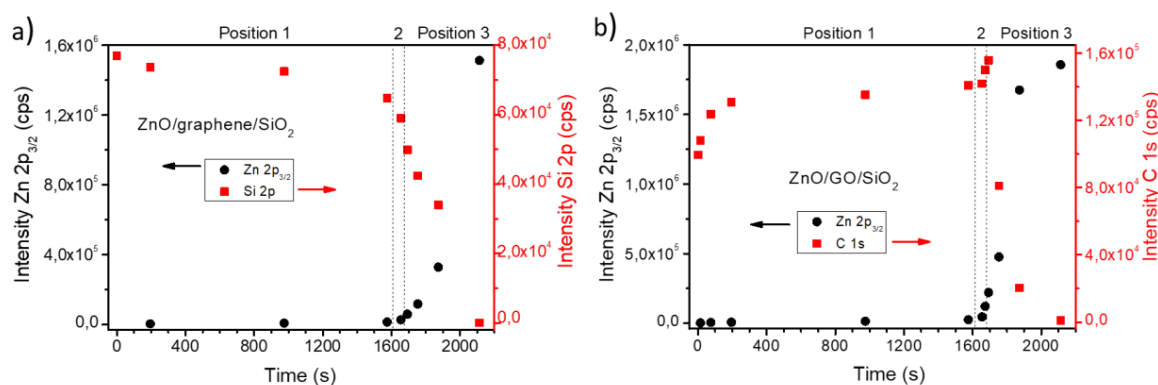 a)
Position 1 2 Position 3
1,6x10⁶
1,2x10⁶
8,0x10⁵
4,0x10⁵
0,0
Intensity Zn 2p₃/₂ (cps)
ZnO/graphene/SiO₂
Zn 2p₃/₂
Si 2p
8,0x10⁴
6,0x10⁴
4,0x10⁴
2,0x10⁴
0,0
Intensity Si 2p (cps)
0 400 800 1200 1600 2000
Time (s)
b)
Position 1 2 Position 3
2,0x10⁶
1,5x10⁶
1,0x10⁶
5,0x10⁵
0,0
Intensity Zn 2p₃/₂ (cps)
ZnO/GO/SiO₂
Zn 2p₃/₂
C 1s
1,6x10⁵
1,2x10⁵
8,0x10⁴
4,0x10⁴
0,0
Intensity C 1s (cps)
0 400 800 1200 1600 2000
Time (s)